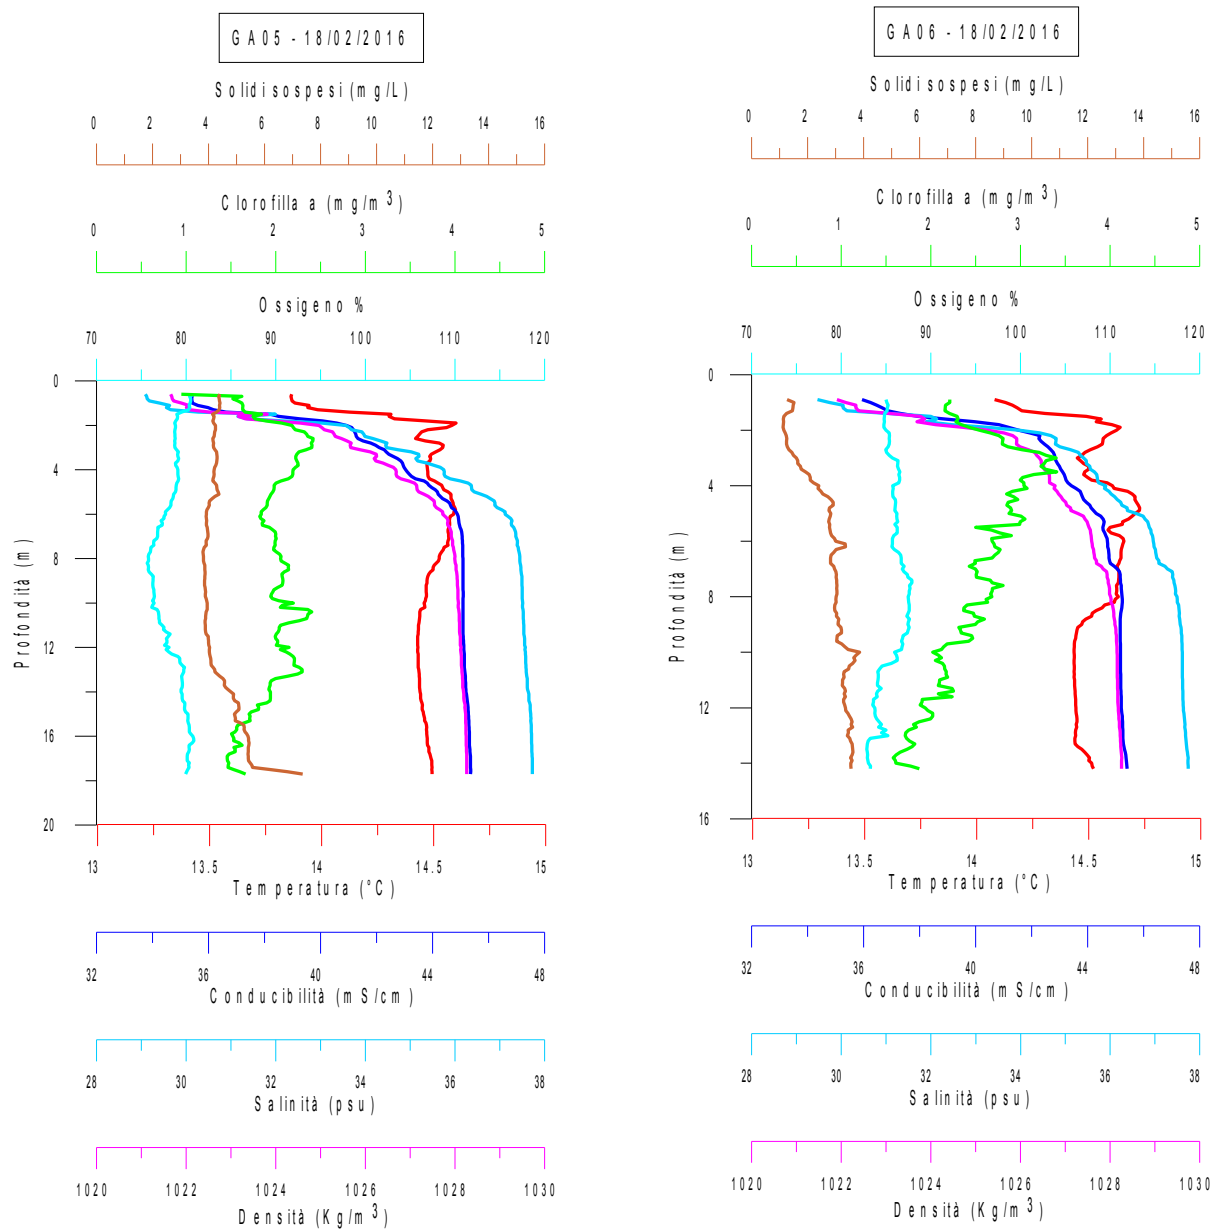 GA05 - 18/02/2016
Solidi sospesi (mg/L)
0 2 4 6 8 10 12 14 16
Clorofilla a (mg/m3)
0 1 2 3 4 5
Ossigeno %
70 80 90 100 110 120
0
4
8
12
16
20
Profondità (m)
13 13.5 14 14.5 15
Temperatura (°C)
32 36 40 44 48
Conducibilità (mS/cm)
28 30 32 34 36 38
Salinità (psu)
1020 1022 1024 1026 1028 1030
Densità (Kg/m3)
GA06 - 18/02/2016
Solidi sospesi (mg/L)
0 2 4 6 8 10 12 14 16
Clorofilla a (mg/m3)
0 1 2 3 4 5
Ossigeno %
70 80 90 100 110 120
0
4
8
12
16
Profondità (m)
13 13.5 14 14.5 15
Temperatura (°C)
32 36 40 44 48
Conducibilità (mS/cm)
28 30 32 34 36 38
Salinità (psu)
1020 1022 1024 1026 1028 1030
Densità (Kg/m3)